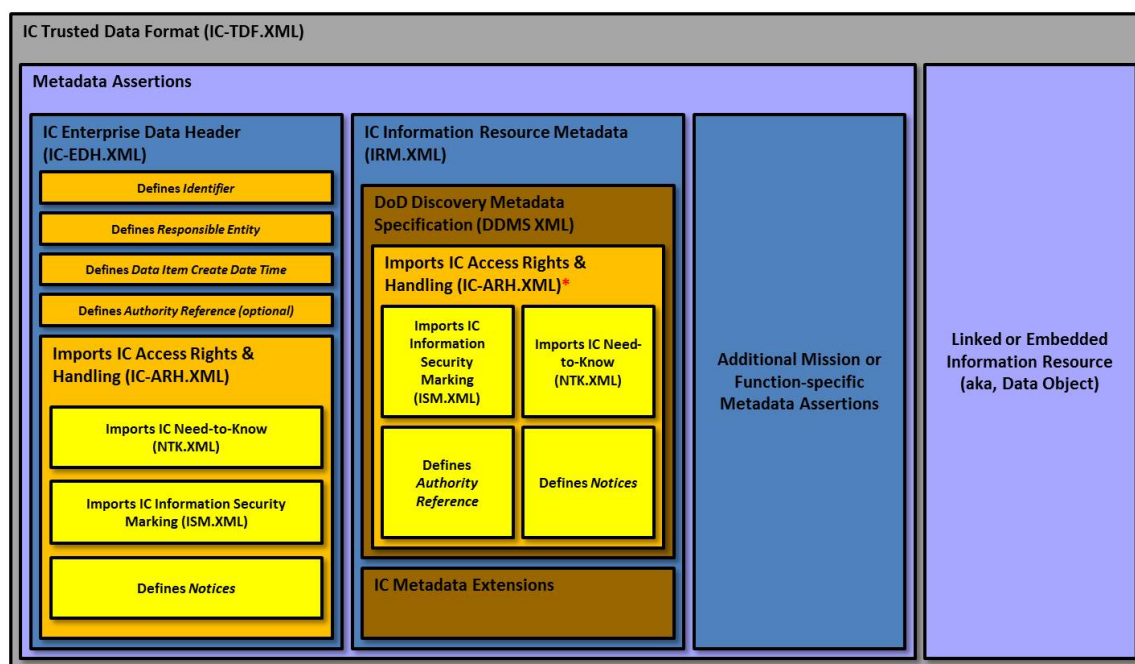 IC Trusted Data Format (IC-TDF.XML)
Metadata Assertions
IC Enterprise Data Header
(IC-EDH.XML)
Defines Identifier
Defines Responsible Entity
Defines Data Item Create Date Time
Defines Authority Reference (optional)
Imports IC Access Rights &
Handling (IC-ARH.XML)
Imports IC Need-to-Know
(NTK.XML)
Imports IC Information Security
Marking (ISM.XML)
Defines Notices
IC Information Resource Metadata
(IRM.XML)
DoD Discovery Metadata
Specification (DDMS XML)
Imports IC Access Rights &
Handling (IC-ARH.XML)*
Imports IC
Information
Security
Marking
(ISM.XML)
Imports IC Need-
to-Know
(NTK.XML)
Defines
Authority
Reference
Defines Notices
IC Metadata Extensions
Additional Mission or
Function-specific
Metadata Assertions
Linked or Embedded
Information Resource
(aka, Data Object)